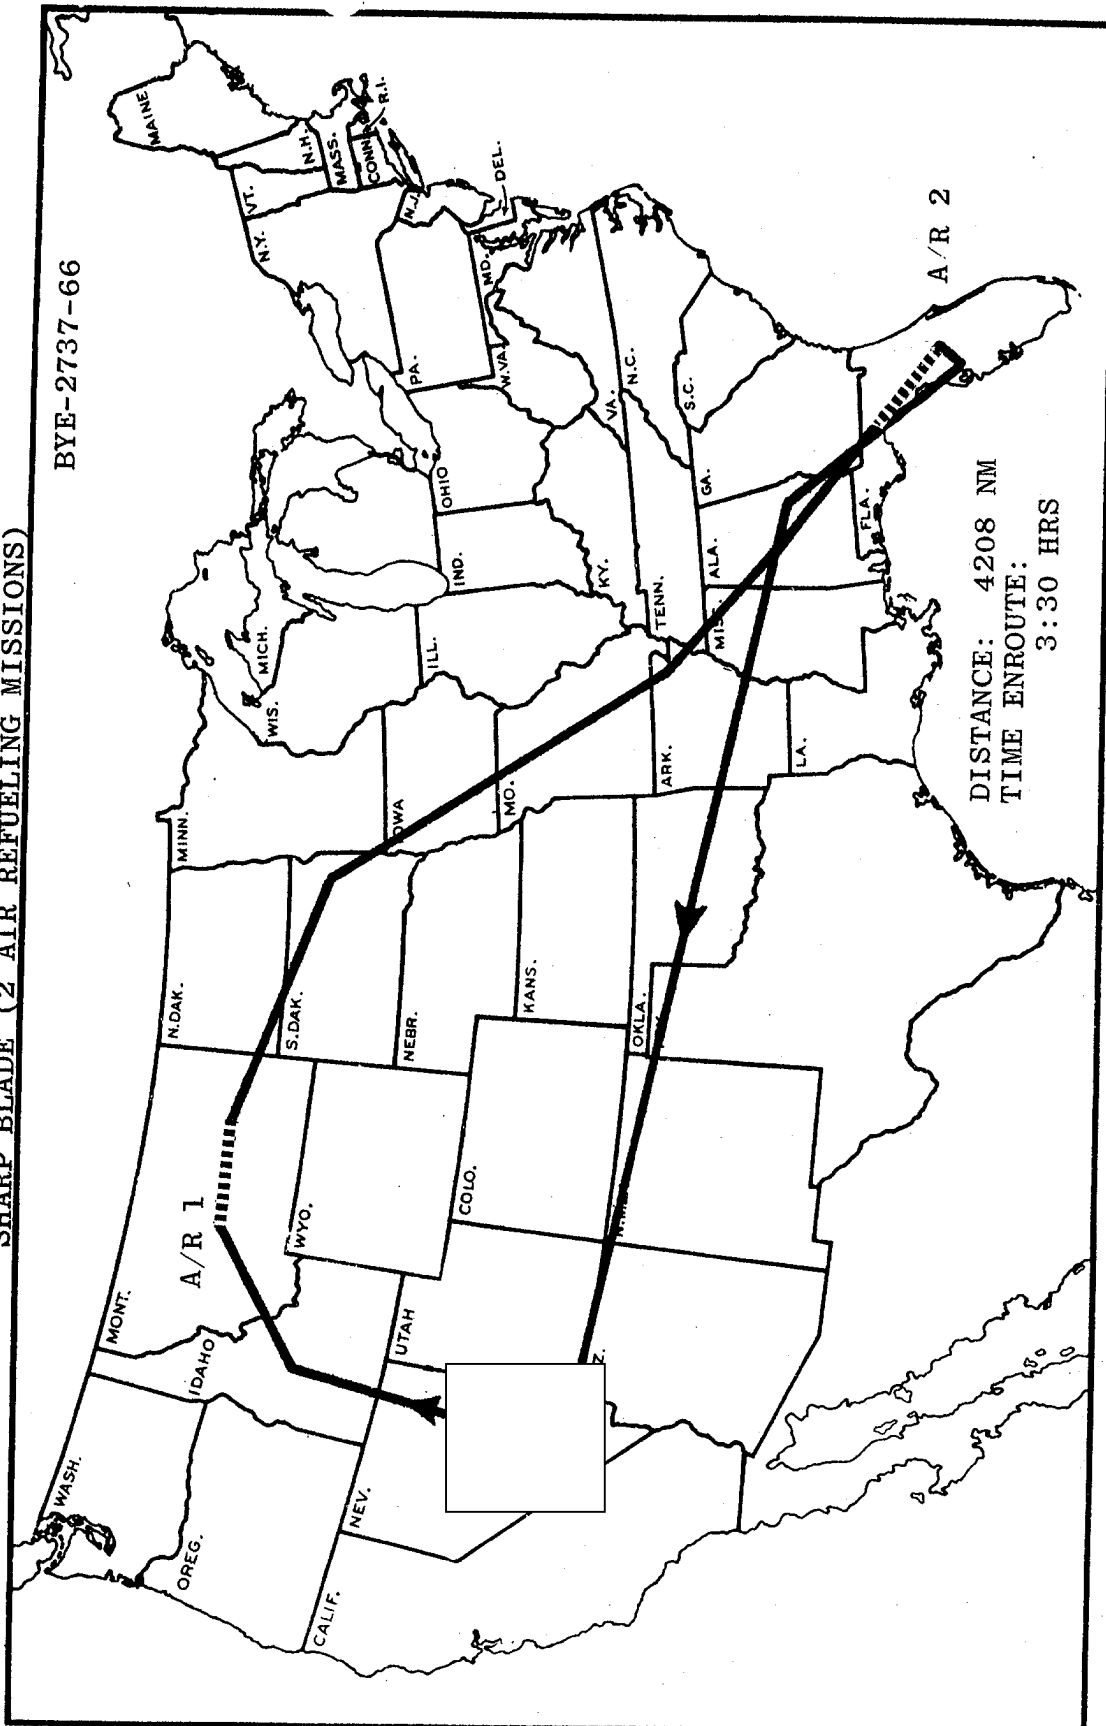 SHARP BLADE (2 AIR REFUELING MISSIONS)
BYE-2737-66
WASH.
MONT.
N.DAK.
MINN.
MICH.
WIS.
MAINE
VT.
N.H.
N.Y.
MASS.
CONN.
R.I.
OREG.
IDAHO
A/R 1
WYO.
S.DAK.
NEBR.
OWA
ILL.
IND.
OHIO
PA.
N.J.
MD.
DEL.
CALIF.
NEV.
UTAH
COLO.
KANS.
MO.
KY.
W.VA.
VA.
Z.
OKLA.
ARK.
TENN.
N.C.
S.C.
LA.
ALA.
GA.
FLA.
A/R 2
DISTANCE: 4208 NM
TIME ENROUTE:
3:30 HRS